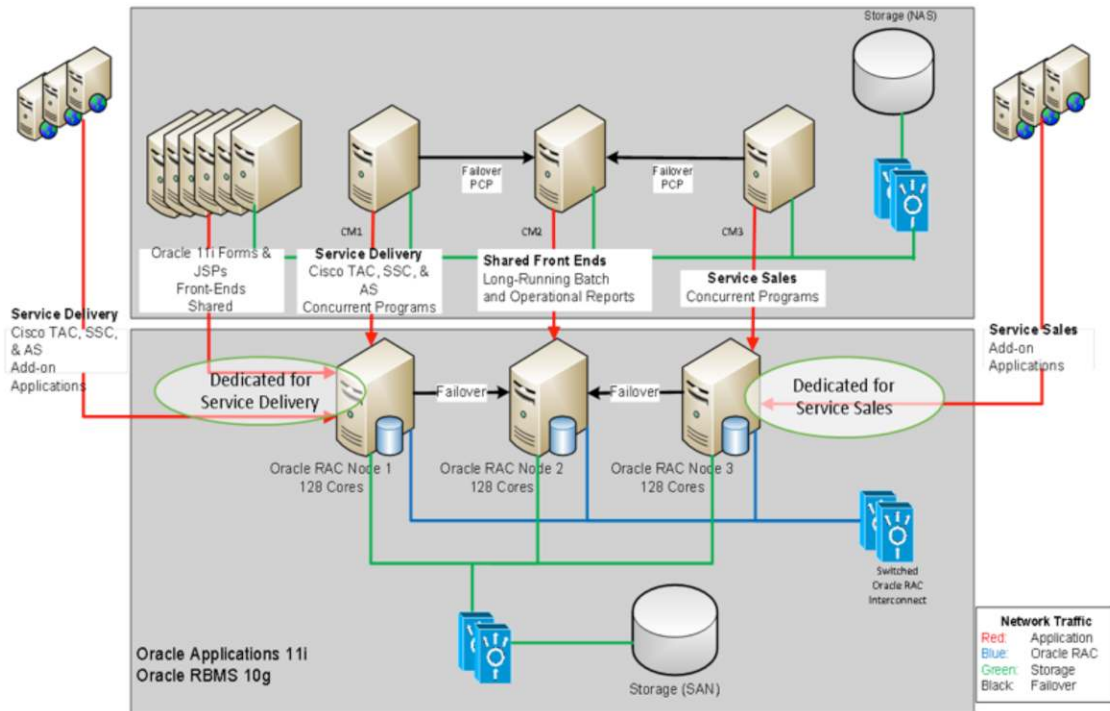 Storage (NAS)
Failover
PCP
Failover
PCP
CM1
CM2
CM3
Oracle 11i Forms &
JSPs
Front-Ends
Shared
Service Delivery
Cisco TAC, SSC, &
AS
Concurrent Programs
Shared Front Ends
Long-Running Batch
and Operational Reports
Service Sales
Concurrent Programs
Service Delivery
Cisco TAC, SSC,
& AS
Add-on
Applications
Service Sales
Add-on
Applications
Dedicated for
Service Delivery
Failover
Failover
Dedicated for
Service Sales
Oracle RAC Node 1
128 Cores
Oracle RAC Node 2
128 Cores
Oracle RAC Node 3
128 Cores
Switched
Oracle RAC
Interconnect
Oracle Applications 11i
Oracle RBMS 10g
Storage (SAN)
Network Traffic
Red: Application
Blue: Oracle RAC
Green: Storage
Black: Failover